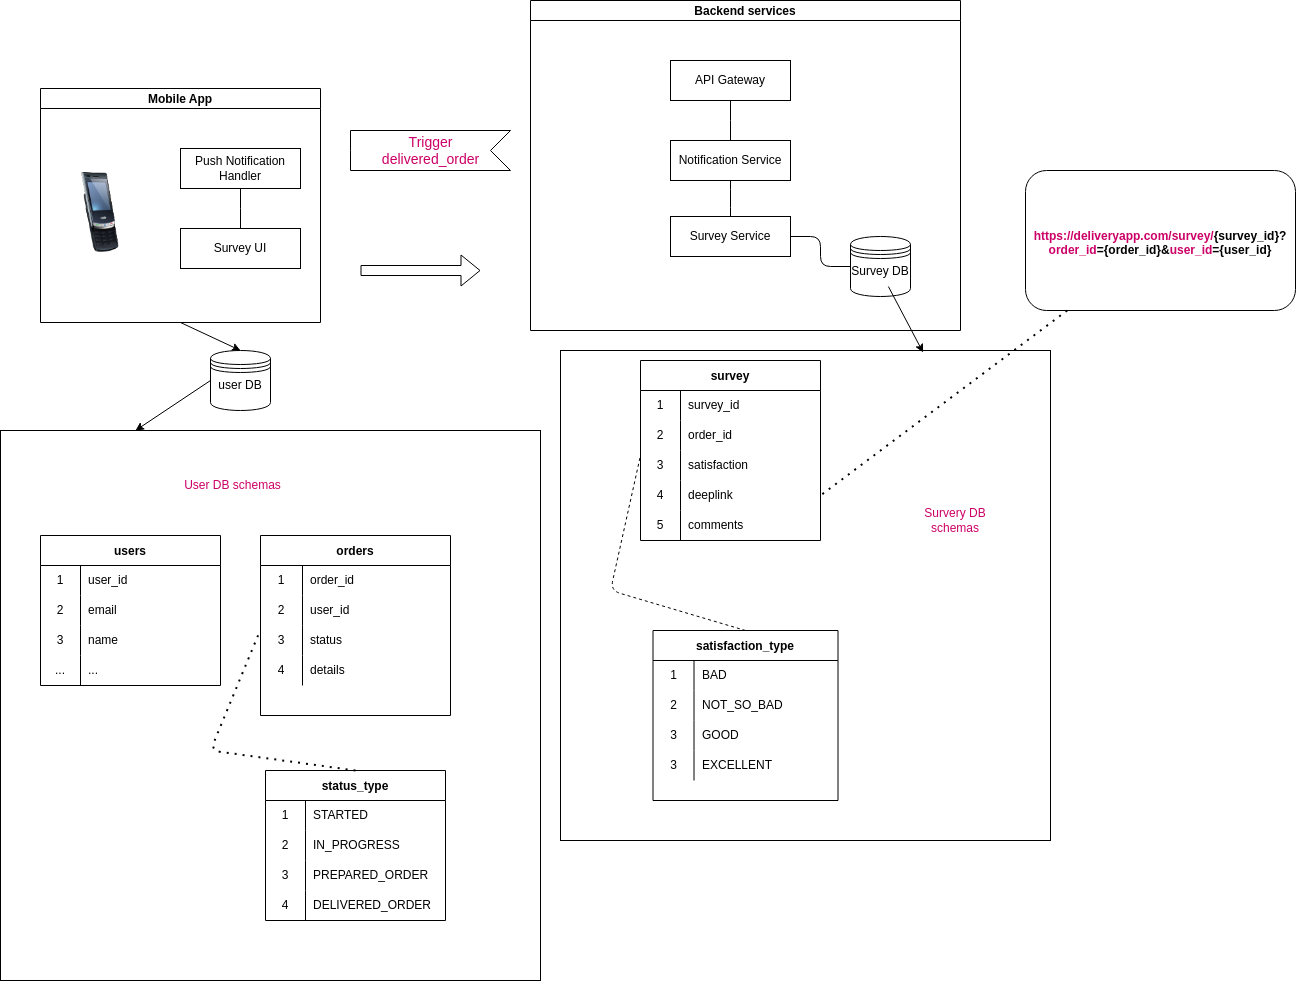 Backend services
API Gateway
Notification Service
Survey Service
Survey DB
Mobile App
Push Notification
Handler
Survey UI
Trigger
delivered_order
https://deliveryapp.com/survey/{survey_id}?
order_id={order_id}&user_id={user_id}
user DB
User DB schemas
users
1 user_id
2 email
3 name
... ...
orders
1 order_id
2 user_id
3 status
4 details
status_type
1 STARTED
2 IN_PROGRESS
3 PREPARED_ORDER
4 DELIVERED_ORDER
survey
1 survey_id
2 order_id
3 satisfaction
4 deeplink
5 comments
Survery DB
schemas
satisfaction_type
1 BAD
2 NOT_SO_BAD
3 GOOD
3 EXCELLENT